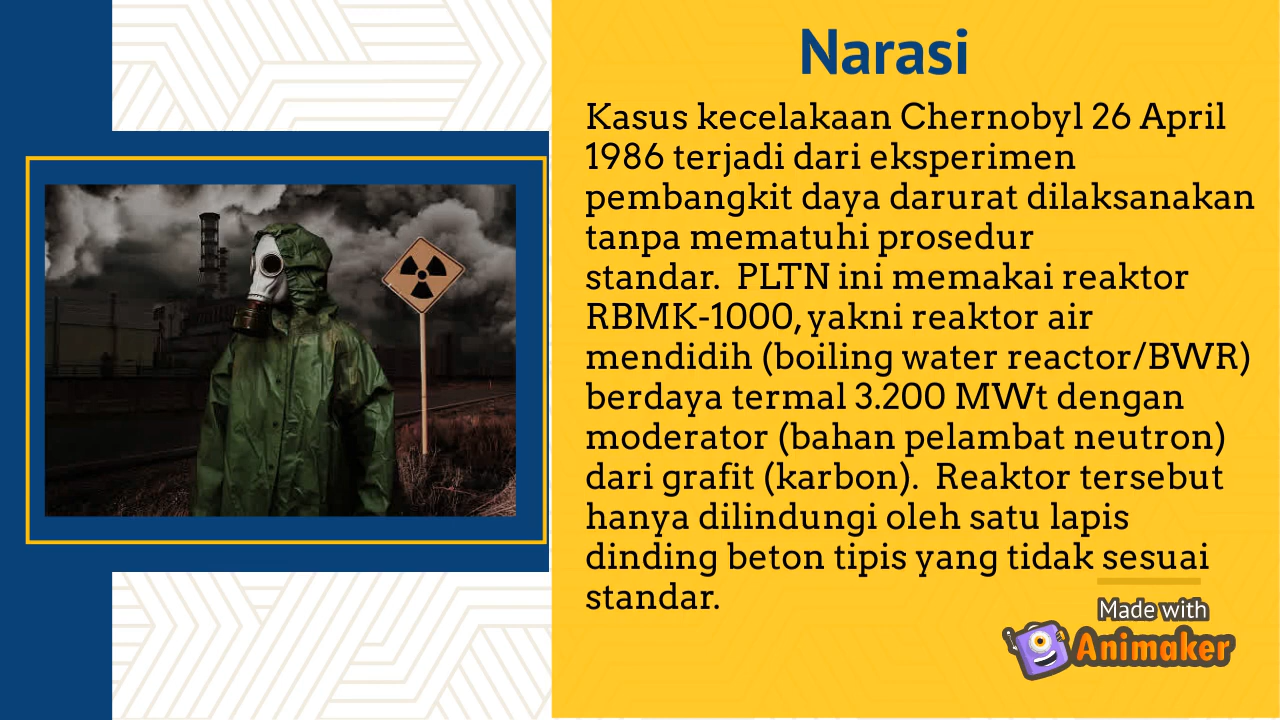 Narasi
Kasus kecelakaan Chernobyl 26 April
1986 terjadi dari eksperimen
pembangkit daya darurat dilaksanakan
tanpa mematuhi prosedur
standar.  PLTN ini memakai reaktor
RBMK-1000, yakni reaktor air
mendidih (boiling water reactor/BWR)
berdaya termal 3.200 MWt dengan
moderator (bahan pelambat neutron)
dari grafit (karbon).  Reaktor tersebut
hanya dilindungi oleh satu lapis
dinding beton tipis yang tidak sesuai
standar.
Made with
Animaker